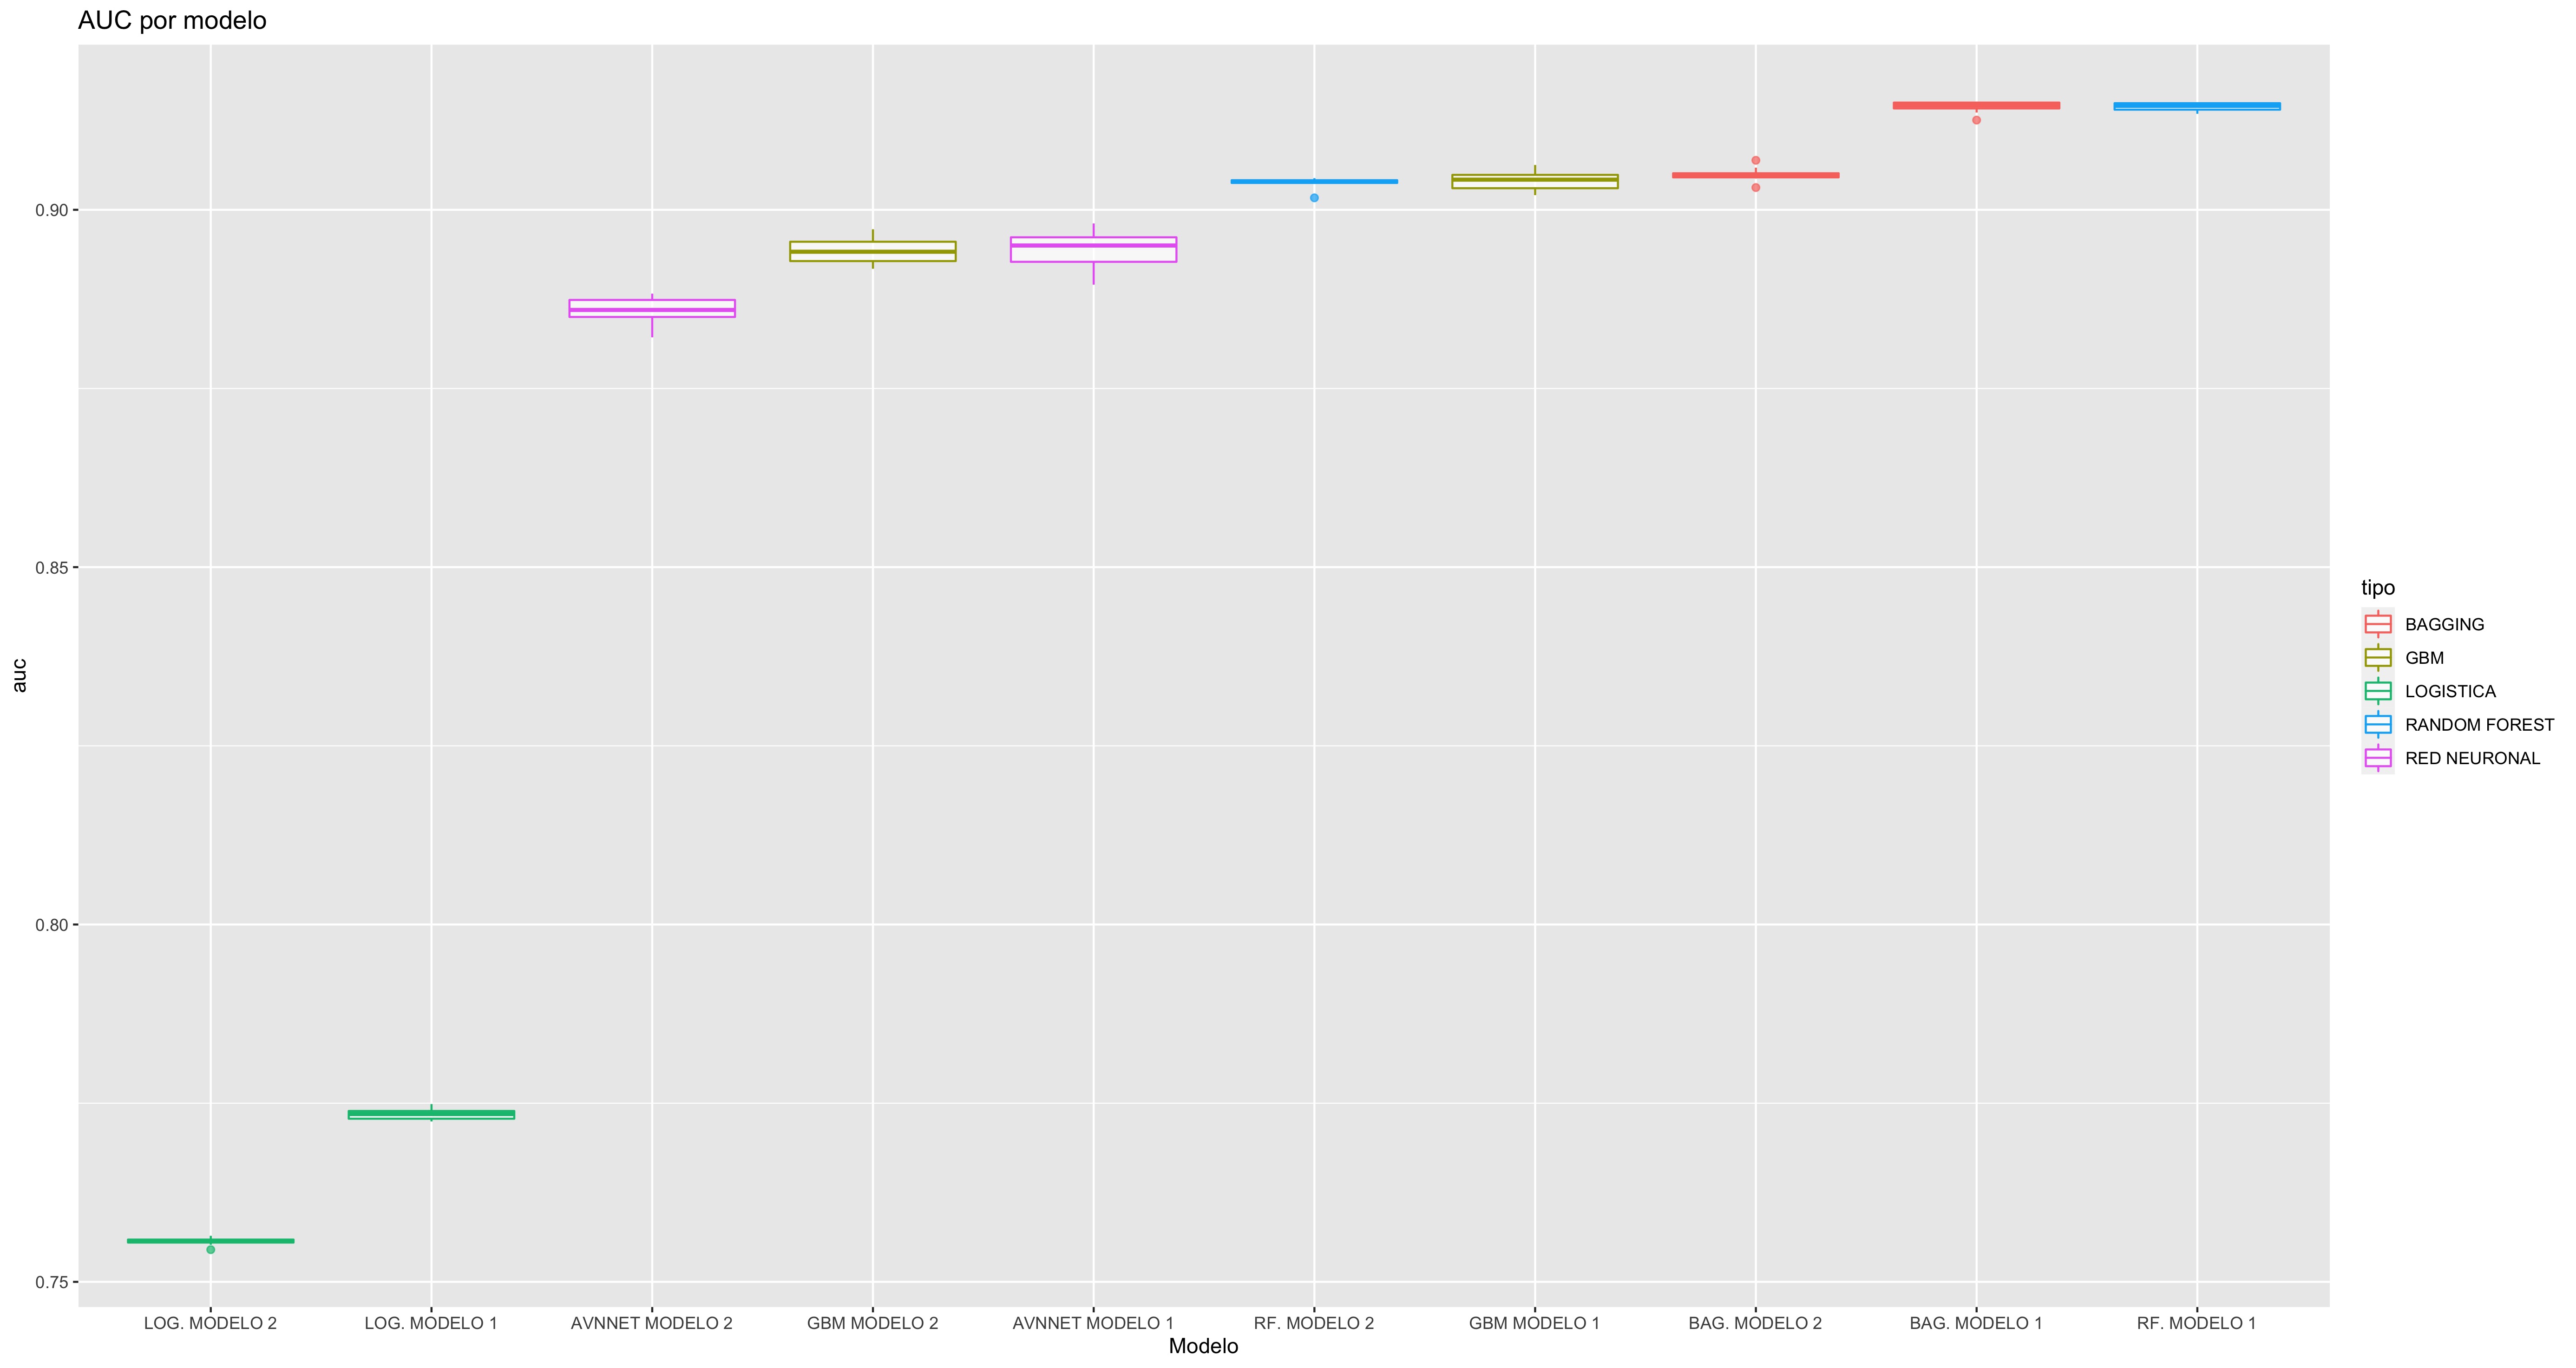 AUC por modelo
auc
0.90
0.85
0.80
0.75
LOG. MODELO 2
LOG. MODELO 1
AVNNET MODELO 2
GBM MODELO 2
AVNNET MODELO 1
RF. MODELO 2
GBM MODELO 1
BAG. MODELO 2
BAG. MODELO 1
RF. MODELO 1
Modelo
tipo
BAGGING
GBM
LOGISTICA
RANDOM FOREST
RED NEURONAL